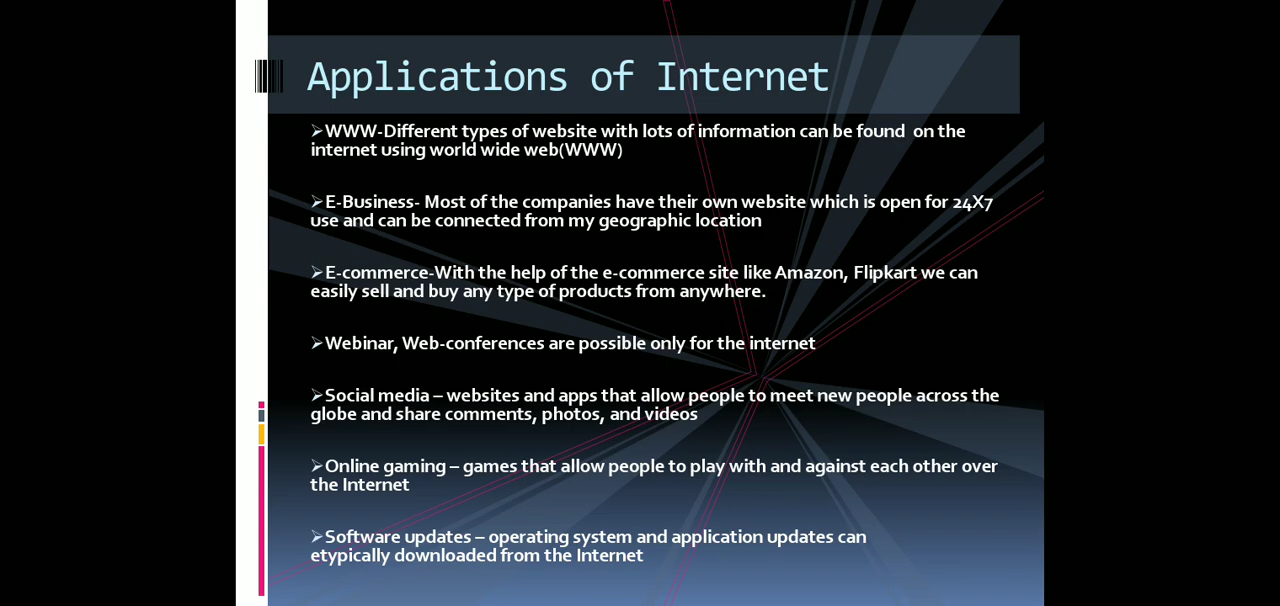 Applications of Internet
➢WWW-Different types of website with lots of information can be found  on the
internet using world wide web(WWW)
➢E-Business- Most of the companies have their own website which is open for 24X7
use and can be connected from my geographic location
➢E-commerce-With the help of the e-commerce site like Amazon, Flipkart we can
easily sell and buy any type of products from anywhere.
➢Webinar, Web-conferences are possible only for the internet
➢Social media – websites and apps that allow people to meet new people across the
globe and share comments, photos, and videos
➢Online gaming – games that allow people to play with and against each other over
the Internet
➢Software updates – operating system and application updates can
etypically downloaded from the Internet